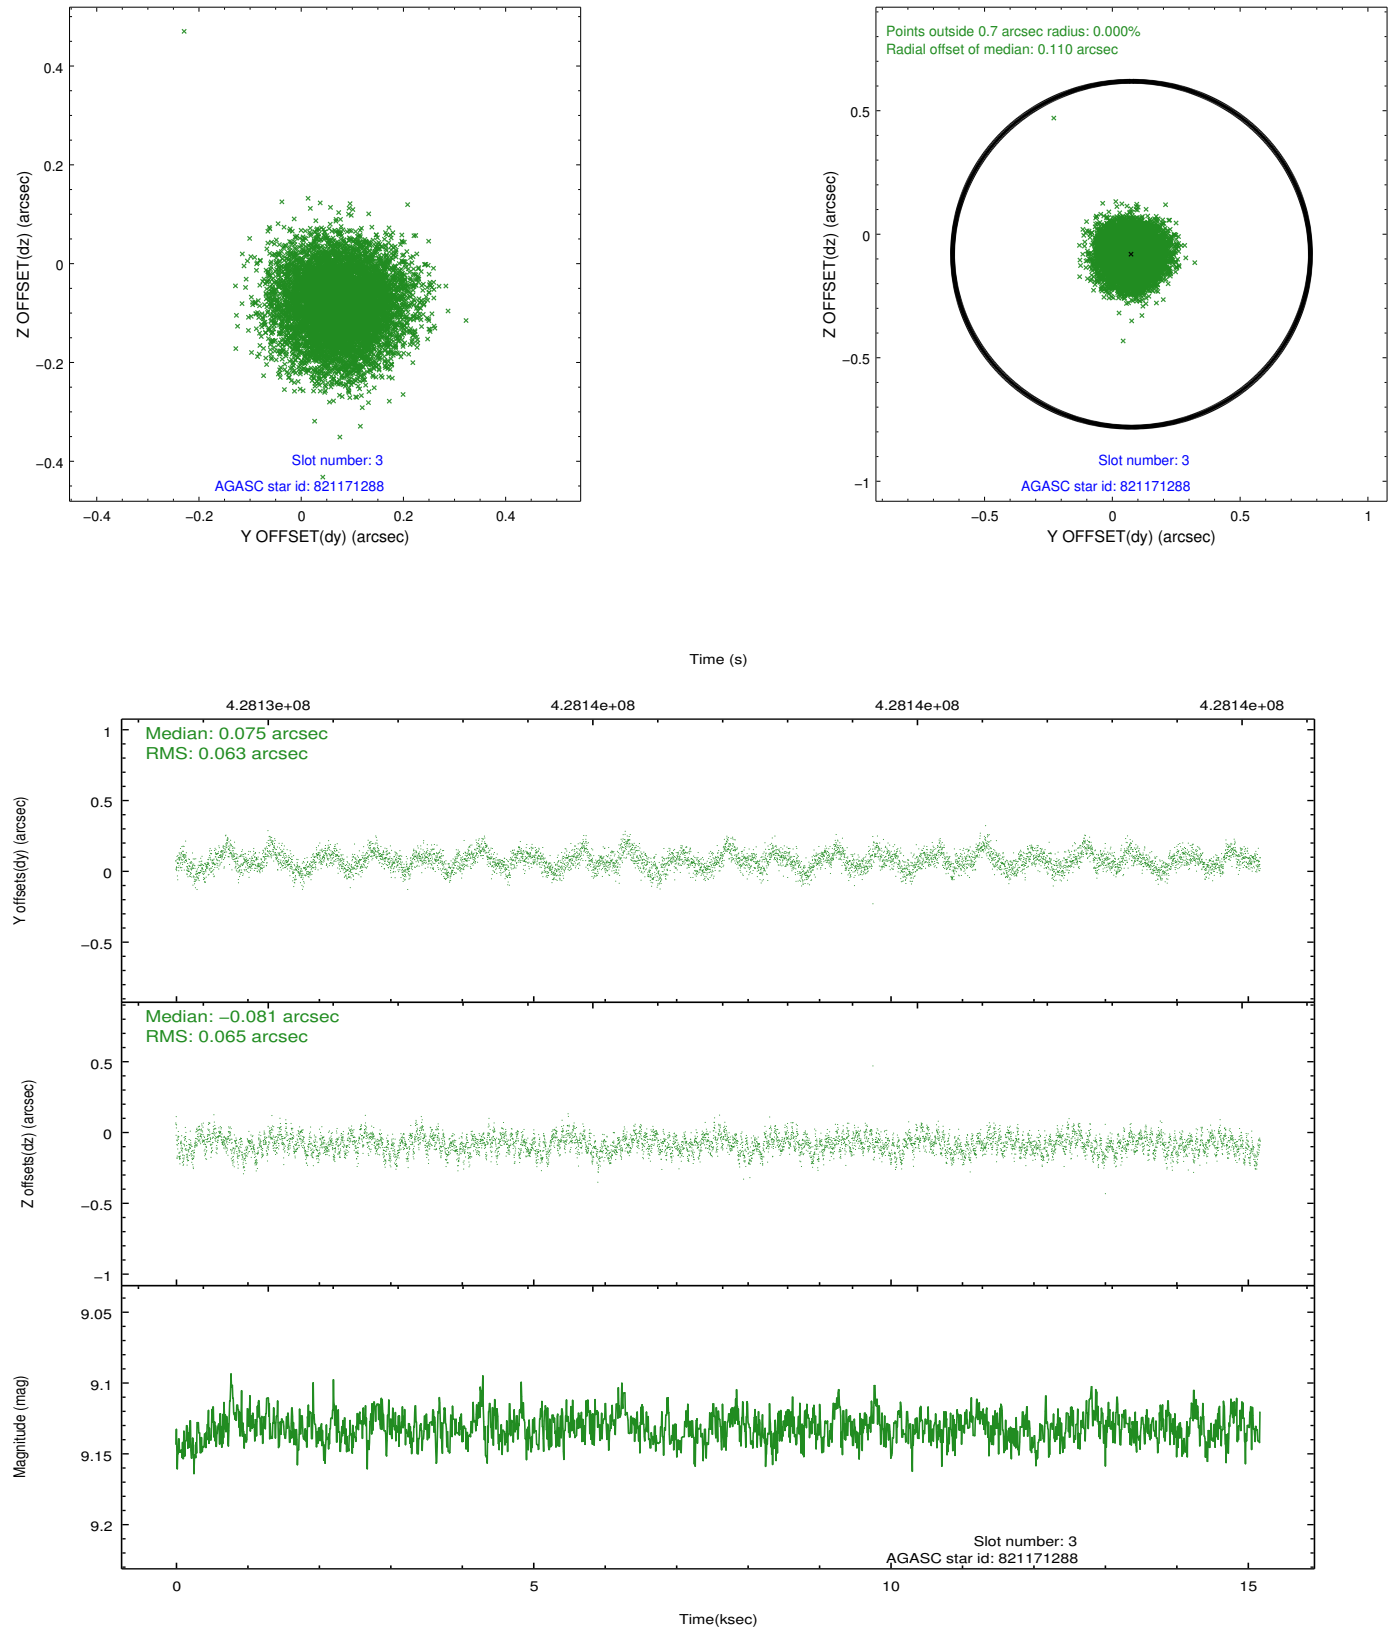 0.4
0.2
0
−0.2
−0.4
Z OFFSET(dz) (arcsec)
Slot number: 3
AGASC star id: 821171288
−0.4
−0.2
0
0.2
0.4
Y OFFSET(dy) (arcsec)
Points outside 0.7 arcsec radius: 0.000%
Radial offset of median: 0.110 arcsec
0.5
0
−0.5
−1
Z OFFSET(dz) (arcsec)
Slot number: 3
AGASC star id: 821171288
−0.5
0
0.5
1
Y OFFSET(dy) (arcsec)
Time (s)
4.2813e+08
4.2814e+08
4.2814e+08
4.2814e+08
Median: 0.075 arcsec
RMS: 0.063 arcsec
1
0.5
0
−0.5
Y offsets(dy) (arcsec)
Median: −0.081 arcsec
RMS: 0.065 arcsec
0.5
0
−0.5
−1
Z offsets(dz) (arcsec)
9.05
9.1
9.15
9.2
Magnitude (mag)
Slot number: 3
AGASC star id: 821171288
0
5
10
15
Time(ksec)